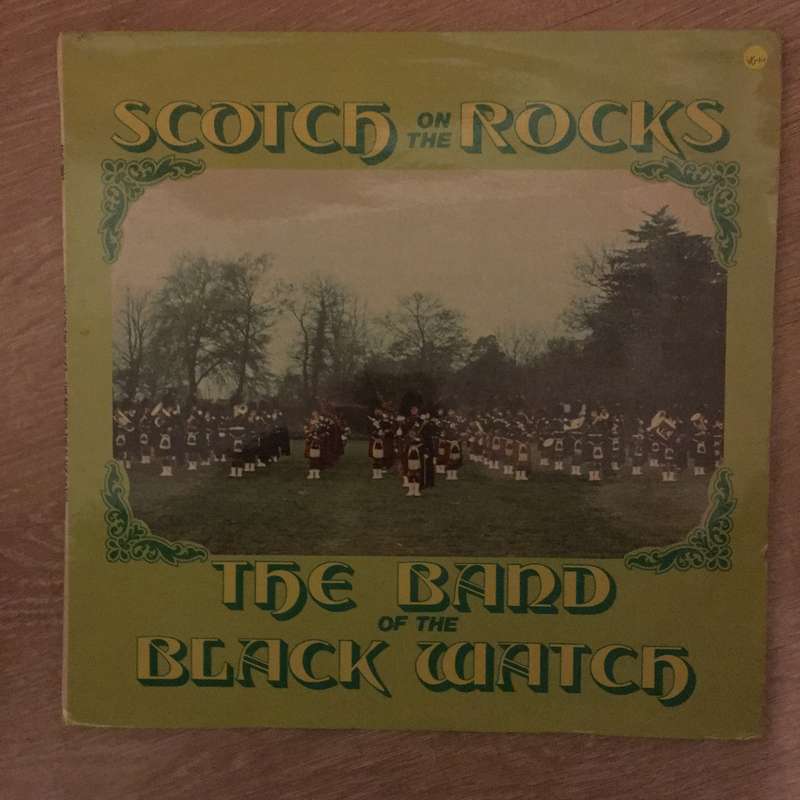 SCOTCH ON THE ROCKS
THE BAND
OF THE
BLACK WATCH